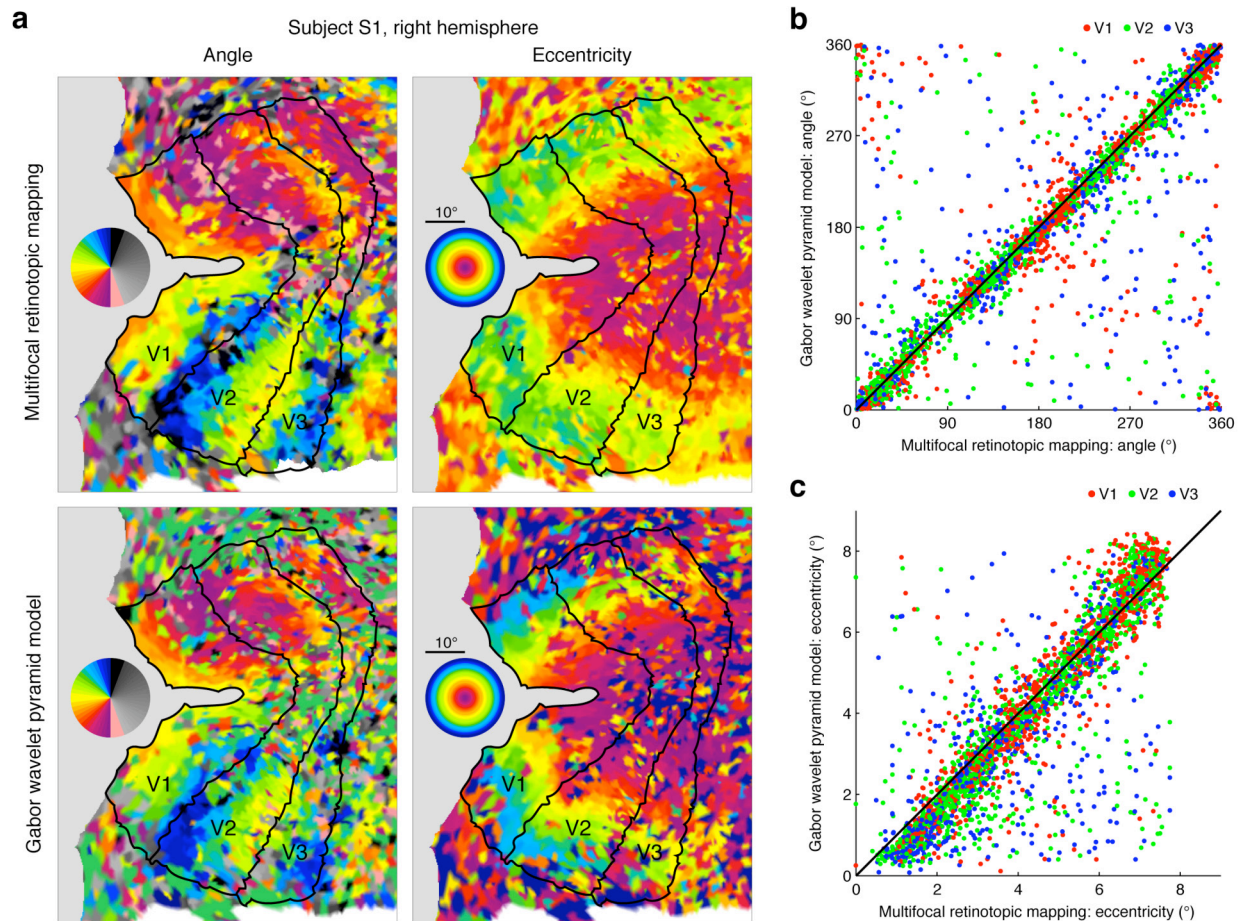 a
Subject S1, right hemisphere
Angle
Eccentricity
Multifocal retinotopic mapping
10°
V1
V2
V3
V1
V2
V3
Gabor wavelet pyramid model
10°
V1
V2
V3
V1
V2
V3
b
V1 V2 V3
Gabor wavelet pyramid model: angle (°)
360
270
180
90
0
0 90 180 270 360
Multifocal retinotopic mapping: angle (°)
c
V1 V2 V3
Gabor wavelet pyramid model: eccentricity (°)
8
6
4
2
0
0 2 4 6 8
Multifocal retinotopic mapping: eccentricity (°)